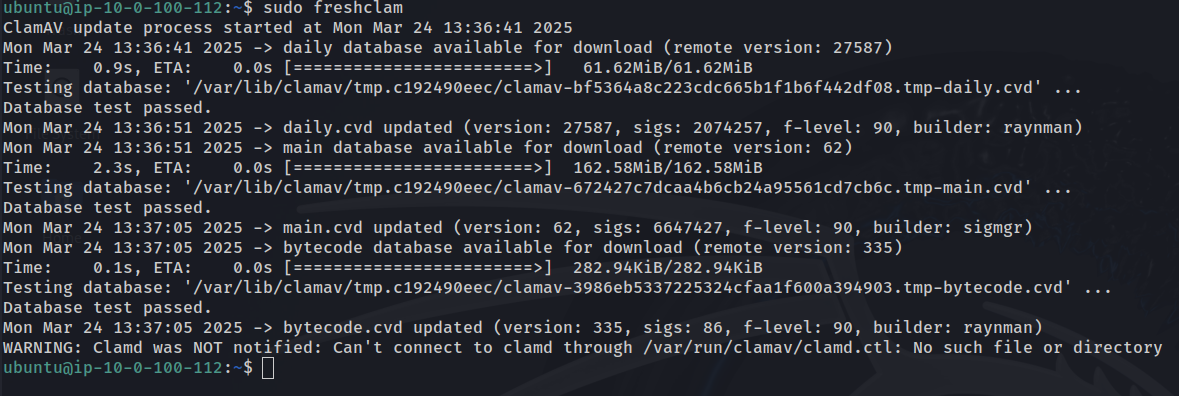 ubuntu@ip-10-0-100-112:~$ sudo freshclam
ClamAV update process started at Mon Mar 24 13:36:41 2025
Mon Mar 24 13:36:41 2025 -> daily database available for download (remote version: 27587)
Time:    0.9s, ETA:    0.0s [========================>]   61.62MiB/61.62MiB
Testing database: '/var/lib/clamav/tmp.c192490eec/clamav-bf5364a8c223cdc665b1f1b6f442df08.tmp-daily.cvd' ...
Database test passed.
Mon Mar 24 13:36:51 2025 -> daily.cvd updated (version: 27587, sigs: 2074257, f-level: 90, builder: raynman)
Mon Mar 24 13:36:51 2025 -> main database available for download (remote version: 62)
Time:    2.3s, ETA:    0.0s [========================>]  162.58MiB/162.58MiB
Testing database: '/var/lib/clamav/tmp.c192490eec/clamav-672427c7dcaa4b6cb24a95561cd7cb6c.tmp-main.cvd' ...
Database test passed.
Mon Mar 24 13:37:05 2025 -> main.cvd updated (version: 62, sigs: 6647427, f-level: 90, builder: sigmgr)
Mon Mar 24 13:37:05 2025 -> bytecode database available for download (remote version: 335)
Time:    0.1s, ETA:    0.0s [========================>]  282.94KiB/282.94KiB
Testing database: '/var/lib/clamav/tmp.c192490eec/clamav-3986eb5337225324cfaa1f600a394903.tmp-bytecode.cvd' ...
Database test passed.
Mon Mar 24 13:37:05 2025 -> bytecode.cvd updated (version: 335, sigs: 86, f-level: 90, builder: raynman)
WARNING: Clamd was NOT notified: Can't connect to clamd through /var/run/clamav/clamd.ctl: No such file or directory
ubuntu@ip-10-0-100-112:~$